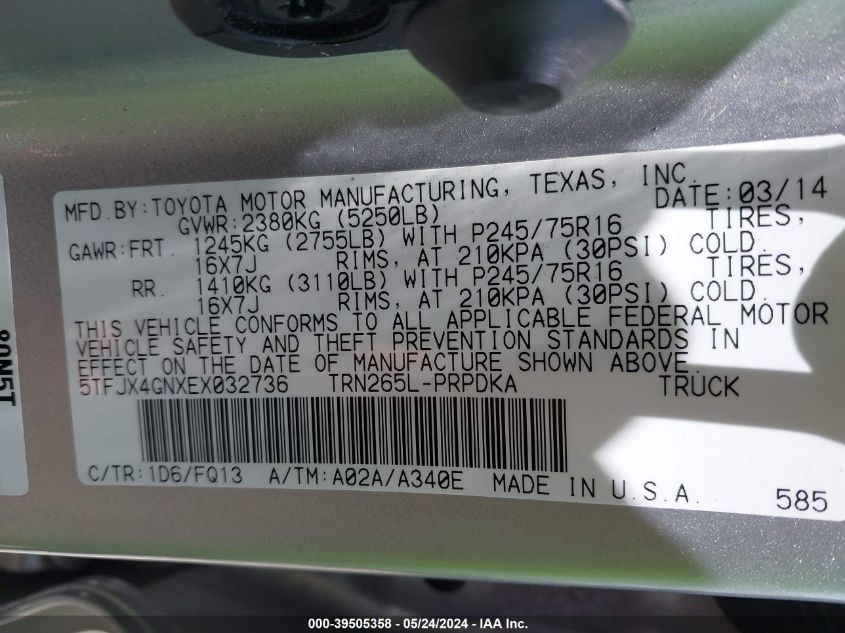 MFD.BY:TOYOTA MOTOR MANUFACTURING, TEXAS, INC. DATE:03/14
GVWR:2380KG (5250LB)
GAWR:FRT. 1245KG (2755LB) WITH P245/75R16 TIRES,
16X7J RIMS, AT 210KPA (30PSI) COLD.
RR. 1410KG (3110LB) WITH P245/75R16 TIRES,
16X7J RIMS, AT 210KPA (30PSI) COLD.
THIS VEHICLE CONFORMS TO ALL APPLICABLE FEDERAL MOTOR
VEHICLE SAFETY AND THEFT PREVENTION STANDARDS IN
EFFECT ON THE DATE OF MANUFACTURE SHOWN ABOVE.
5TFJX4GNXEX032736 TRN265L-PRPDKA TRUCK
C/TR:1D6/FQ13 A/TM:A02A/A340E MADE IN U.S.A.
585
000-39505358 - 05/24/2024 - IAA Inc.